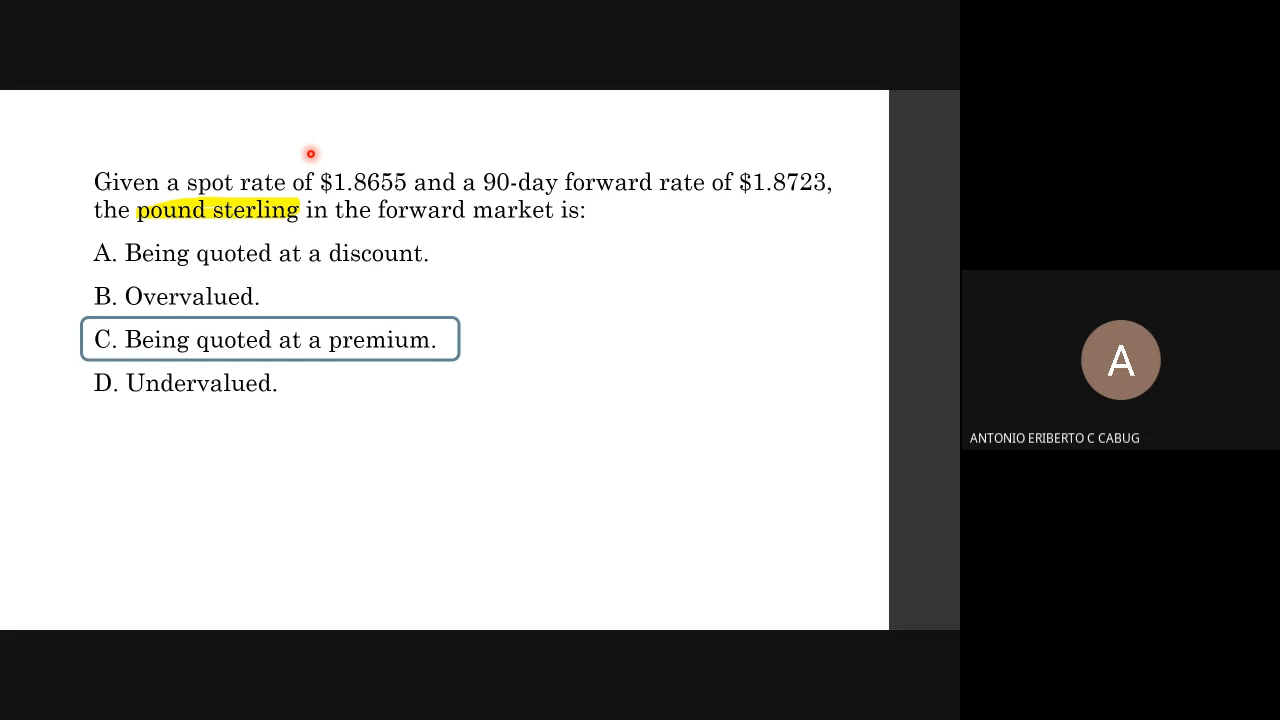 Given a spot rate of $1.8655 and a 90-day forward rate of $1.8723,
the pound sterling in the forward market is:
A. Being quoted at a discount.
B. Overvalued.
C. Being quoted at a premium.
D. Undervalued.
A
ANTONIO ERIBERTO C CABUG